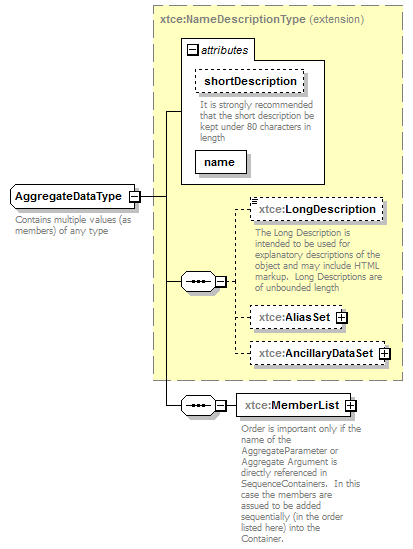 xtce:NameDescriptionType (extension)
attributes
shortDescription
It is strongly recommended
that the short description be
kept under 80 characters in
length
name
AggregateDataType
Contains multiple values (as
members) of any type
xtce:LongDescription
The Long Description is
intended to be used for
explanatory descriptions of the
object and may include HTML
markup.  Long Descriptions are
of unbounded length
xtce:AliasSet
xtce:AncillaryDataSet
xtce:MemberList
Order is important only if the
name of the
AggregateParameter or
Aggregate Argument is
directly referenced in
SequenceContainers.  In this
case the members are
assued to be added
sequentially (in the order
listed here) into the
Container.